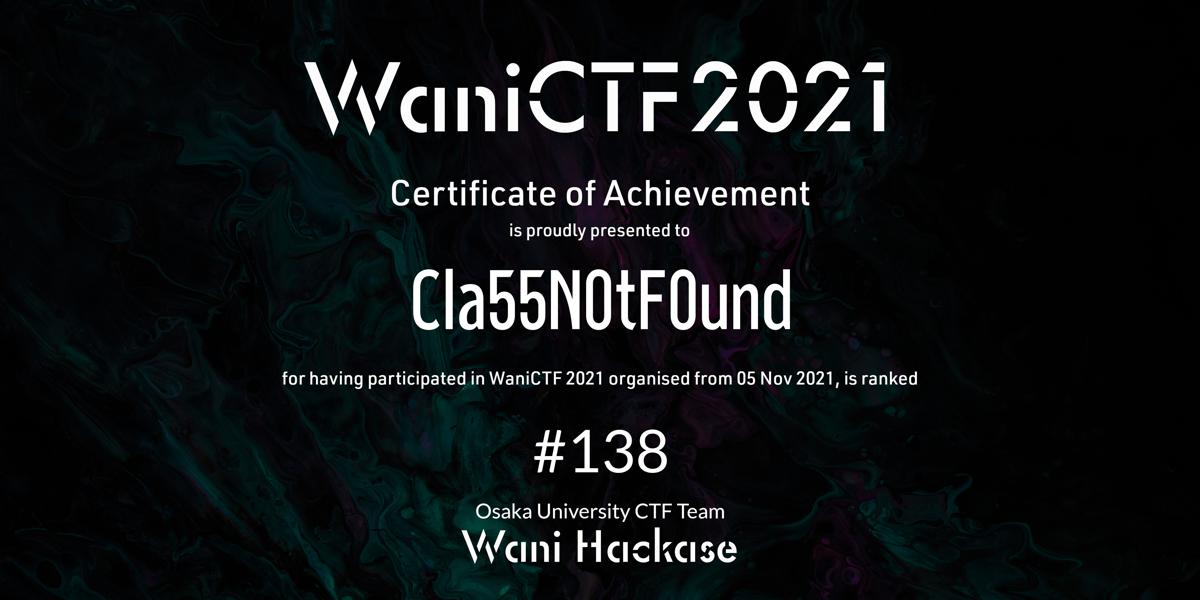 WaniCTF2021
Certificate of Achievement
is proudly presented to
Cla55N0tF0und
for having participated in WaniCTF 2021 organised from 05 Nov 2021, is ranked
#138
Osaka University CTF Team
Wani Hackase